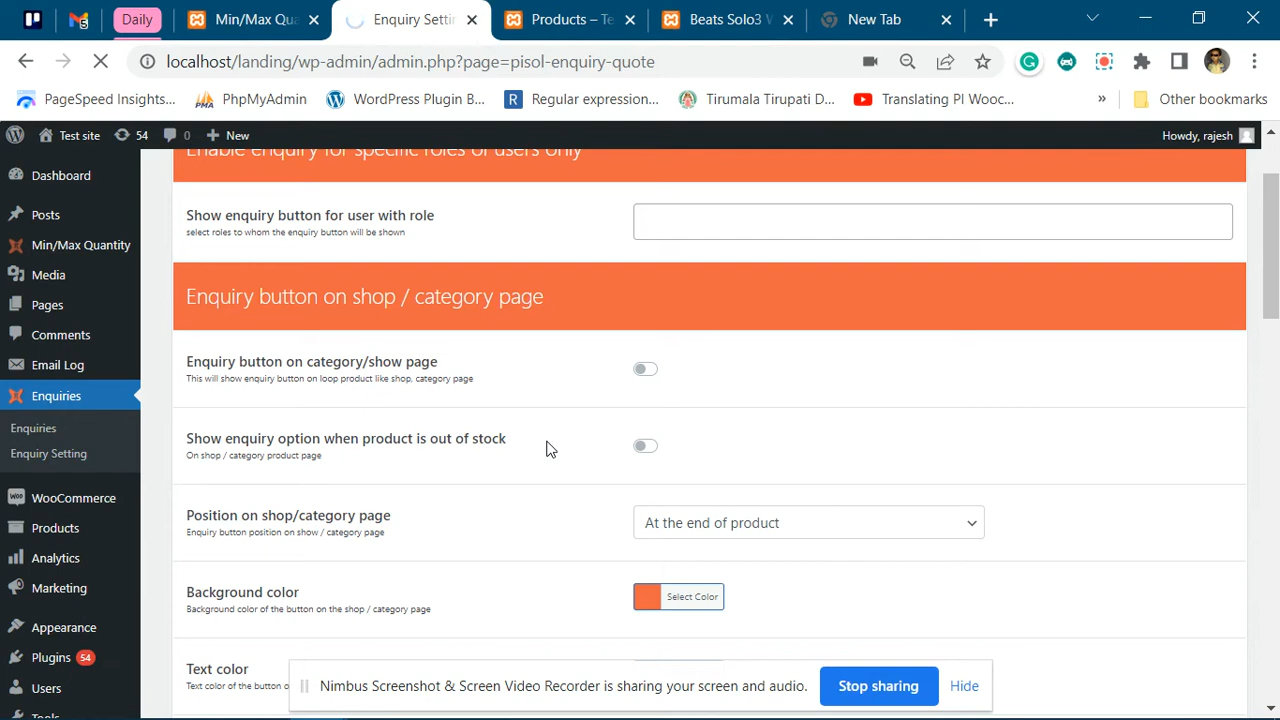 Daily
Min/Max Qua
Enquiry Setti
Products – Te
Beats Solo3 V
New Tab
localhost/landing/wp-admin/admin.php?page=pisol-enquiry-quote
PageSpeed Insights...
PhpMyAdmin
WordPress Plugin B...
Regular expression...
Tirumala Tirupati D...
Translating PI Wooc...
»
Other bookmarks
Test site
54
0
New
Howdy, rajesh
Dashboard
Posts
Min/Max Quantity
Media
Pages
Comments
Email Log
Enquiries
Enquiries
Enquiry Setting
WooCommerce
Products
Analytics
Marketing
Appearance
Plugins 54
Users
Tools
Enable enquiry for specific roles or users only
Show enquiry button for user with role
select roles to whom the enquiry button will be shown
Enquiry button on shop / category page
Enquiry button on category/show page
This will show enquiry button on loop product like shop, category page
Show enquiry option when product is out of stock
On shop / category product page
Position on shop/category page
Enquiry button position on show / category page
At the end of product
Background color
Background color of the button on the shop / category page
Select Color
Text color
Text color of the button o
Nimbus Screenshot & Screen Video Recorder is sharing your screen and audio.
Stop sharing
Hide